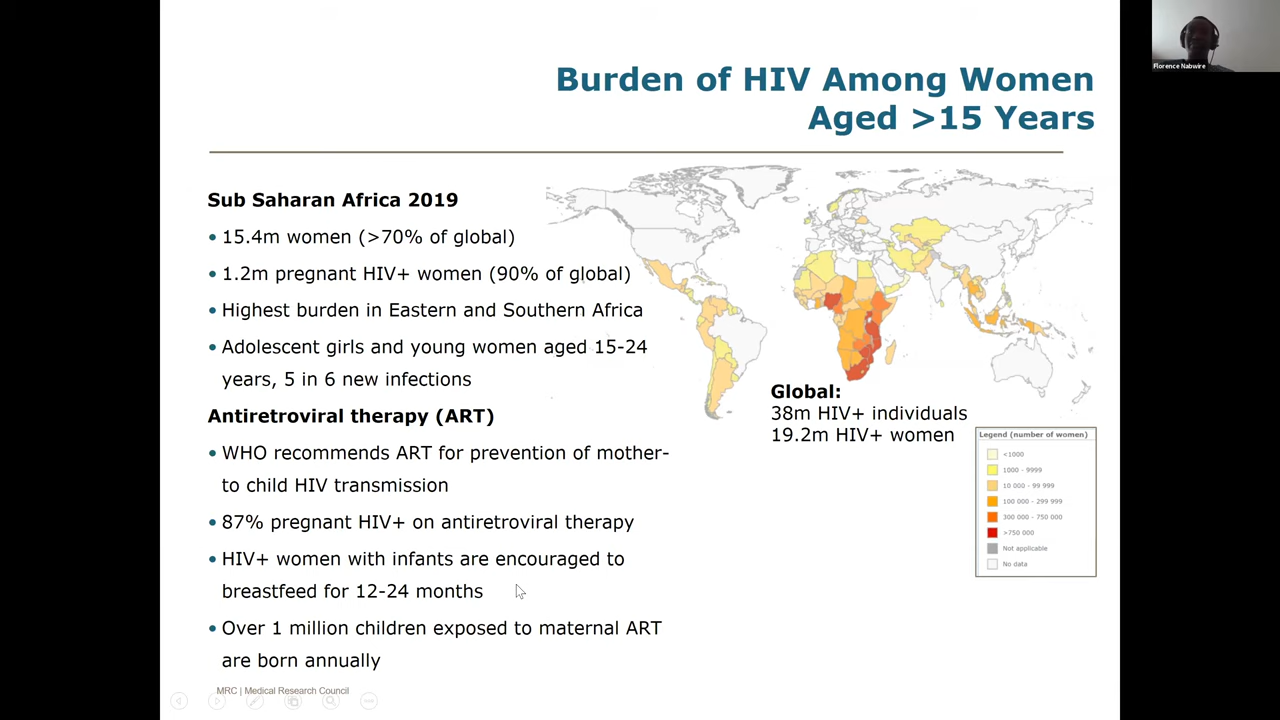 Florence Nabwire
Burden of HIV Among Women
Aged >15 Years
Sub Saharan Africa 2019
• 15.4m women (>70% of global)
• 1.2m pregnant HIV+ women (90% of global)
• Highest burden in Eastern and Southern Africa
• Adolescent girls and young women aged 15-24
years, 5 in 6 new infections
Antiretroviral therapy (ART)
• WHO recommends ART for prevention of mother-
to child HIV transmission
• 87% pregnant HIV+ on antiretroviral therapy
• HIV+ women with infants are encouraged to
breastfeed for 12-24 months
• Over 1 million children exposed to maternal ART
are born annually
Global:
38m HIV+ individuals
19.2m HIV+ women
Legend (number of women)
<1000
1000 - 9999
10 000 - 99 999
100 000 - 299 999
300 000 - 750 000
>750 000
Not applicable
No data
MRC | Medical Research Council